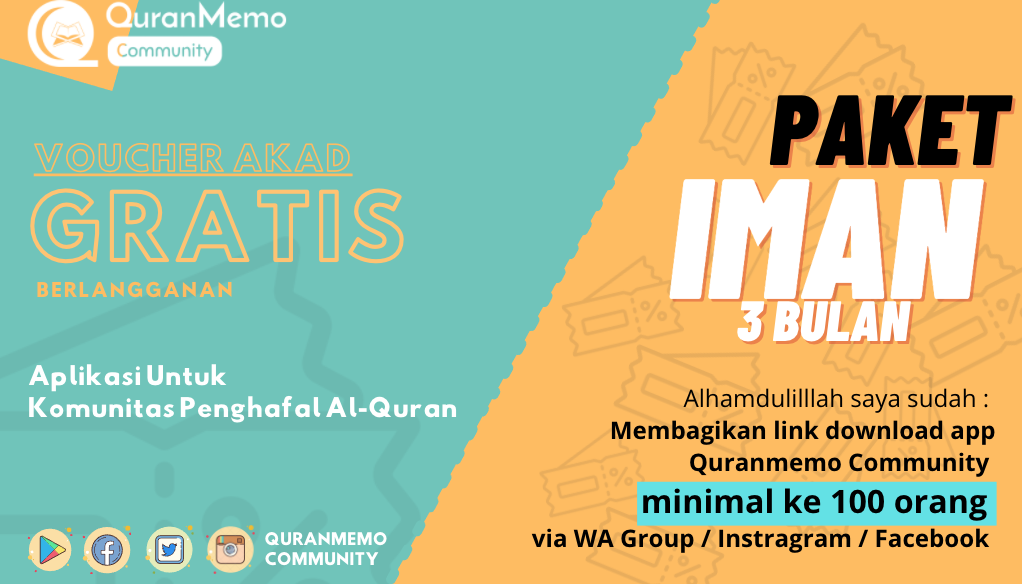 QuranMemo
Community
VOUCHER AKAD
GRATIS
BERLANGGANAN
Aplikasi Untuk
Komunitas Penghafal Al-Quran
QURANMEMO
COMMUNITY
PAKET
IMAN
3 BULAN
Alhamdulilllah saya sudah :
Membagikan link download app
Quranmemo Community
minimal ke 100 orang
via WA Group / Instragram / Facebook